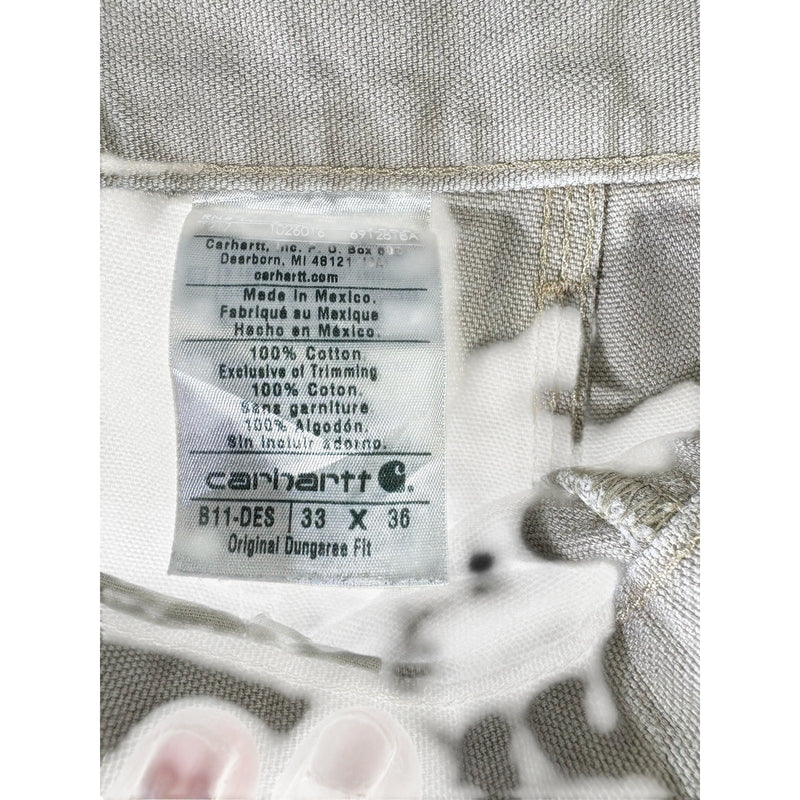 1026016 6912816A
Carhartt, Inc. P. O. Box
Dearborn, MI 48121
carhartt.com
Made in Mexico.
Fabriqué au Mexique
Hecho en México.
100% Cotton.
Exclusive of Trimming
100% Coton.
Sans garniture
100% Algodón.
Sin incluir adorno.
carhartt
B11-DES 33 X 36
Original Dungaree Fit